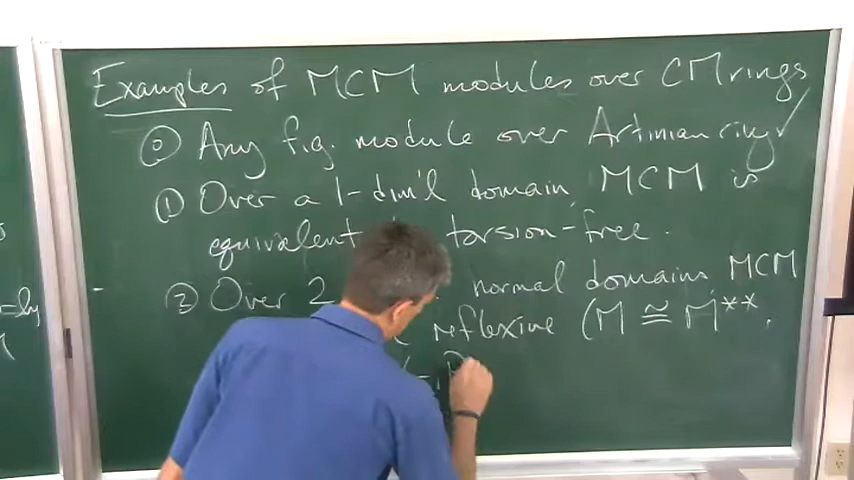 Examples of MCM modules over CM rings
⓪ Any f.g. module over Artinian ring ✓
① Over a 1-dim'l domain, MCM is
equivalent torsion-free.
② Over 2 normal domains, MCM
reflexive (M ≅ M**,